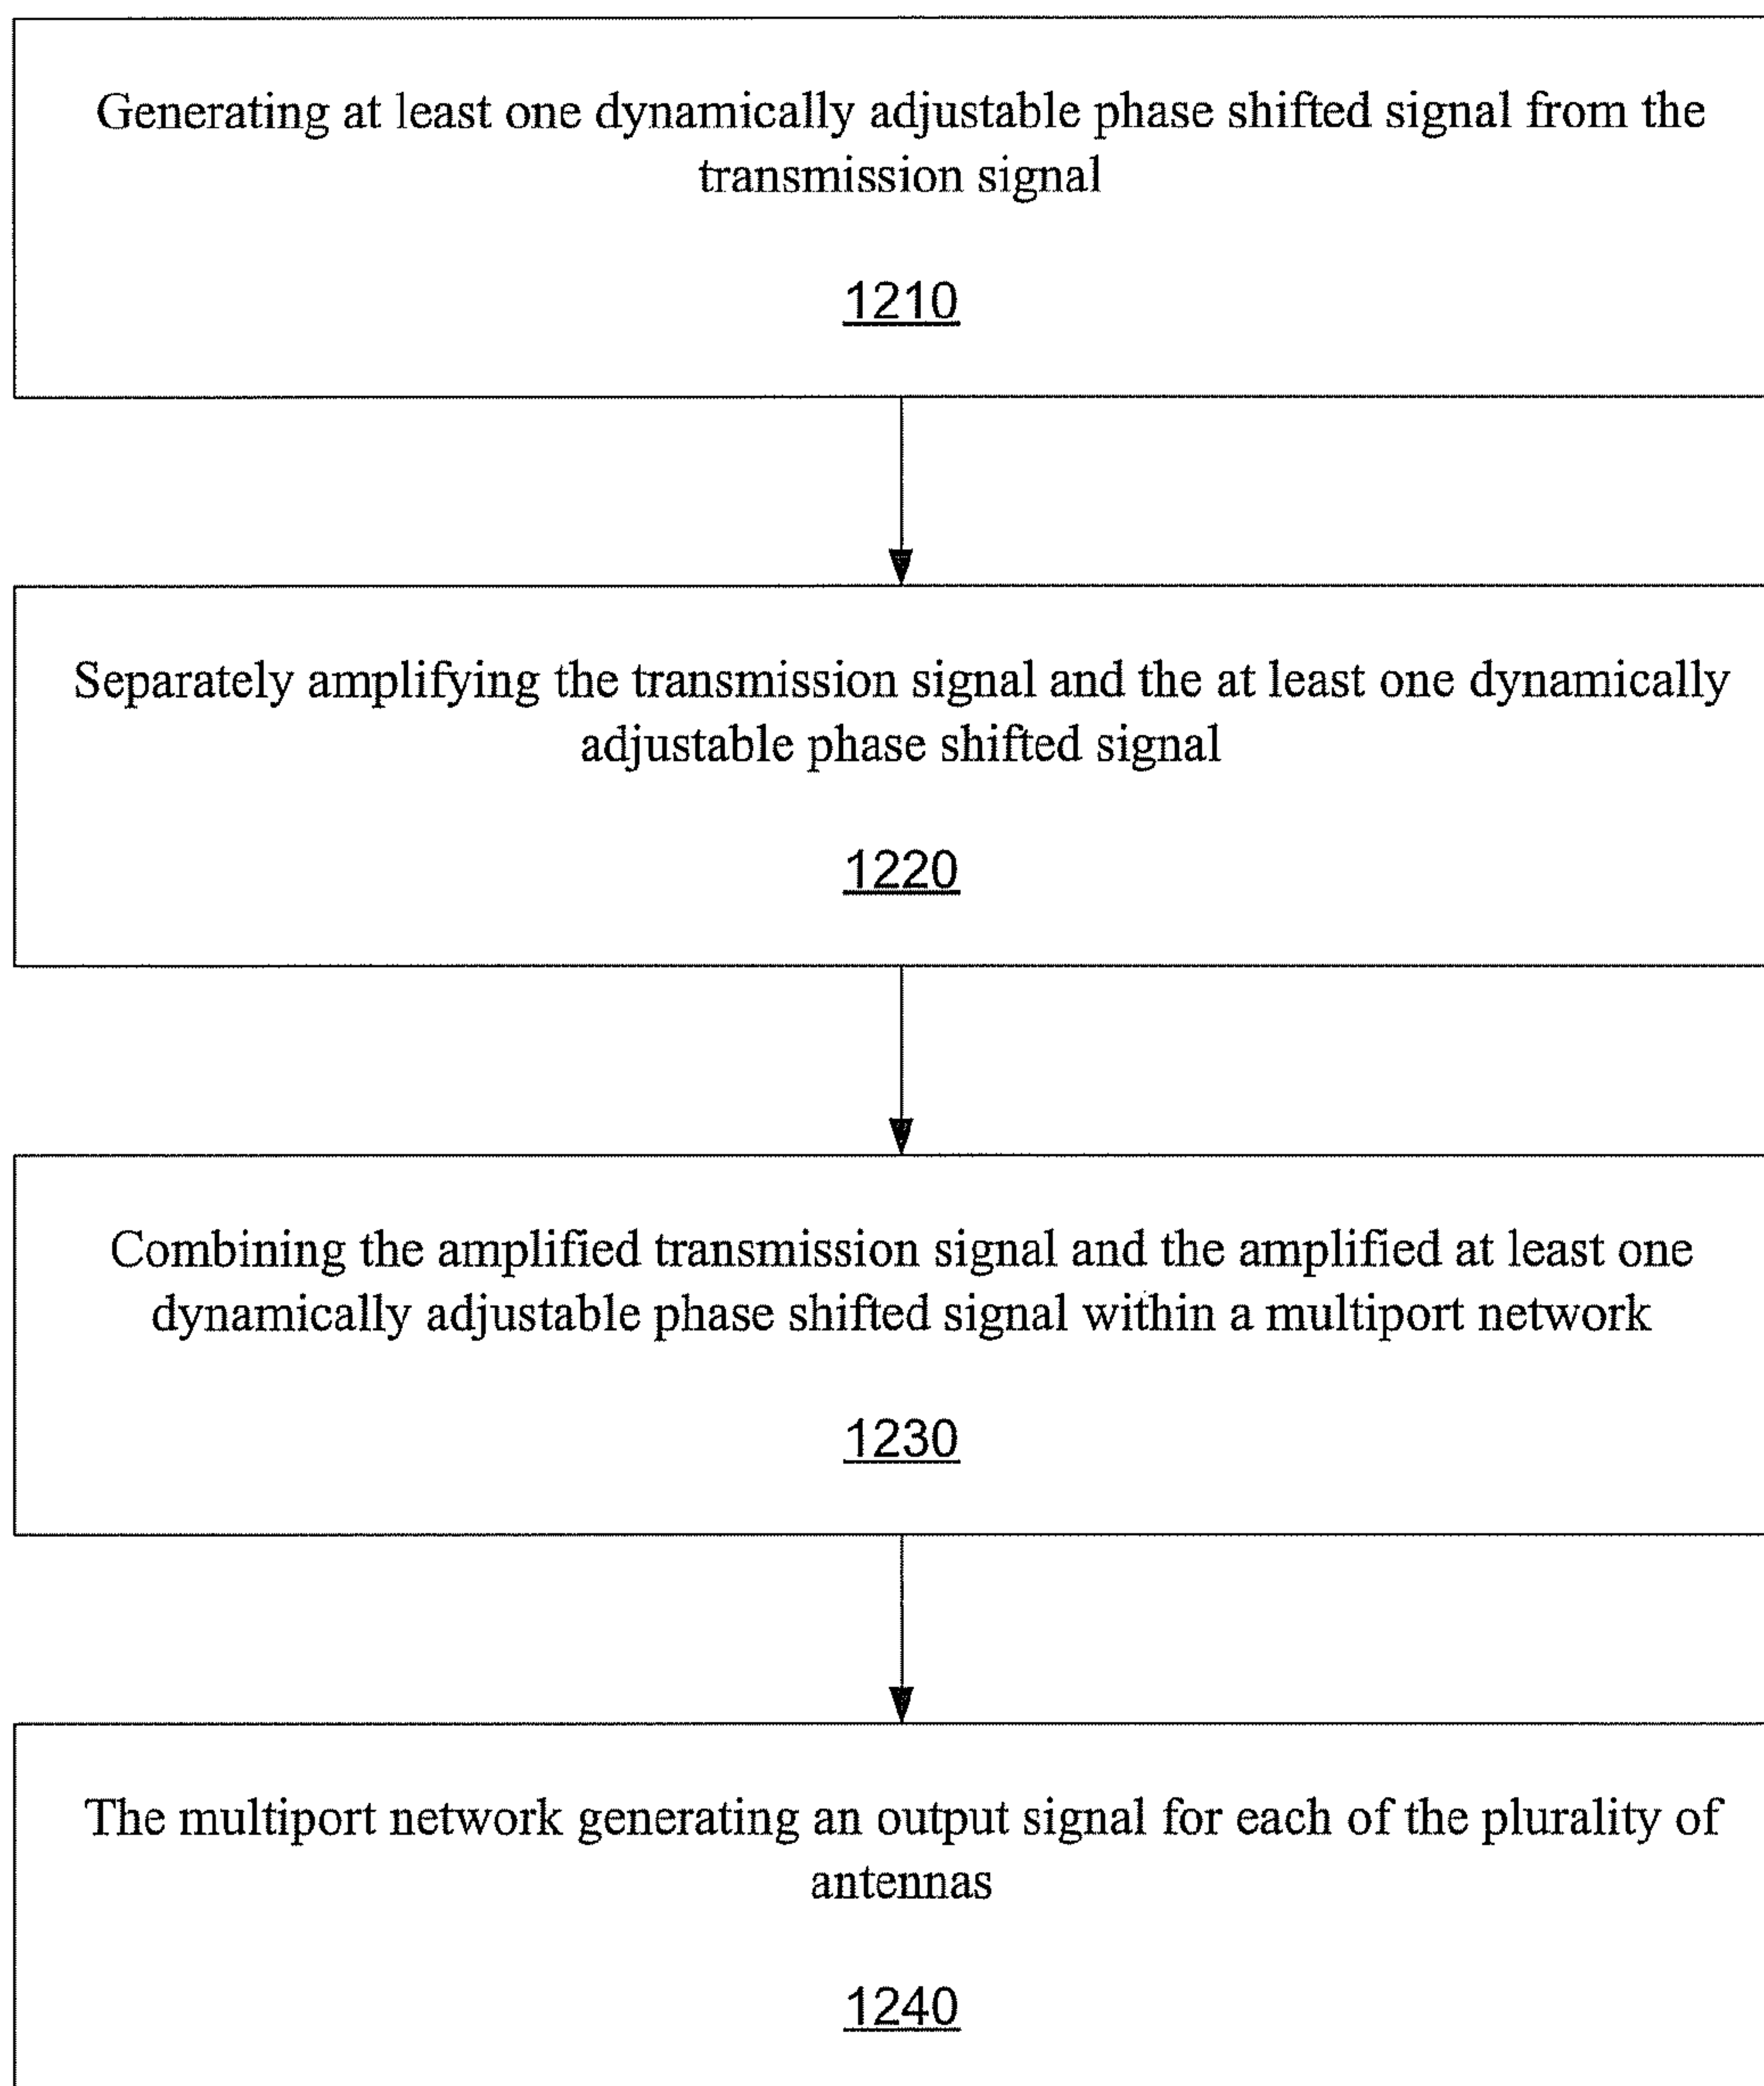 Generating at least one dynamically adjustable phase shifted signal from the
transmission signal
1210
Separately amplifying the transmission signal and the at least one dynamically
adjustable phase shifted signal
1220
Combining the amplified transmission signal and the amplified at least one
dynamically adjustable phase shifted signal within a multiport network
1230
The multiport network generating an output signal for each of the plurality of
antennas
1240